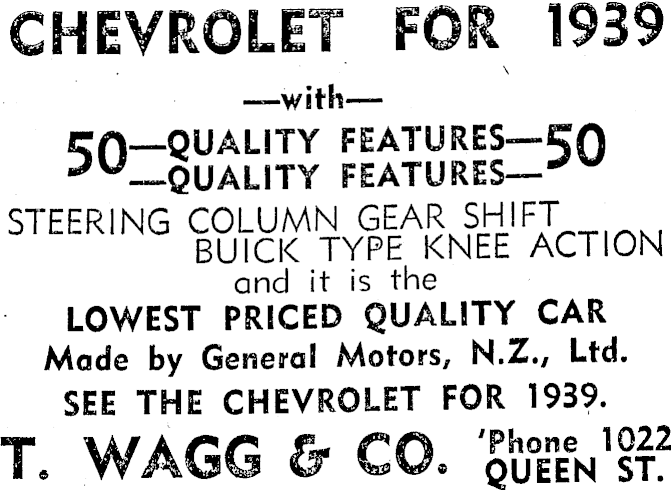 CHEVROLET FOR 1939
—with—
50—QUALITY FEATURES—50
—QUALITY FEATURES—
STEERING COLUMN GEAR SHIFT
BUICK TYPE KNEE ACTION
and it is the
LOWEST PRICED QUALITY CAR
Made by General Motors, N.Z., Ltd.
SEE THE CHEVROLET FOR 1939.
T. WAGG & CO. 'Phone 1022
QUEEN ST.